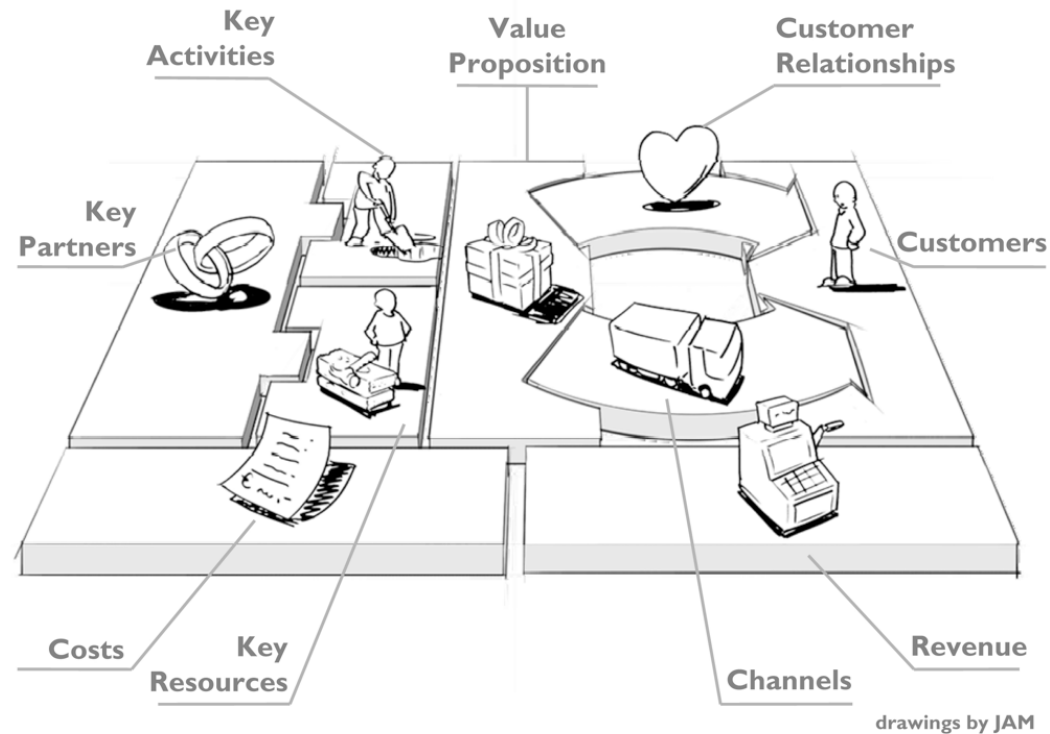 Key
Activities
Value
Proposition
Customer
Relationships
Key
Partners
Customers
Costs
Key
Resources
Channels
Revenue
drawings by JAM